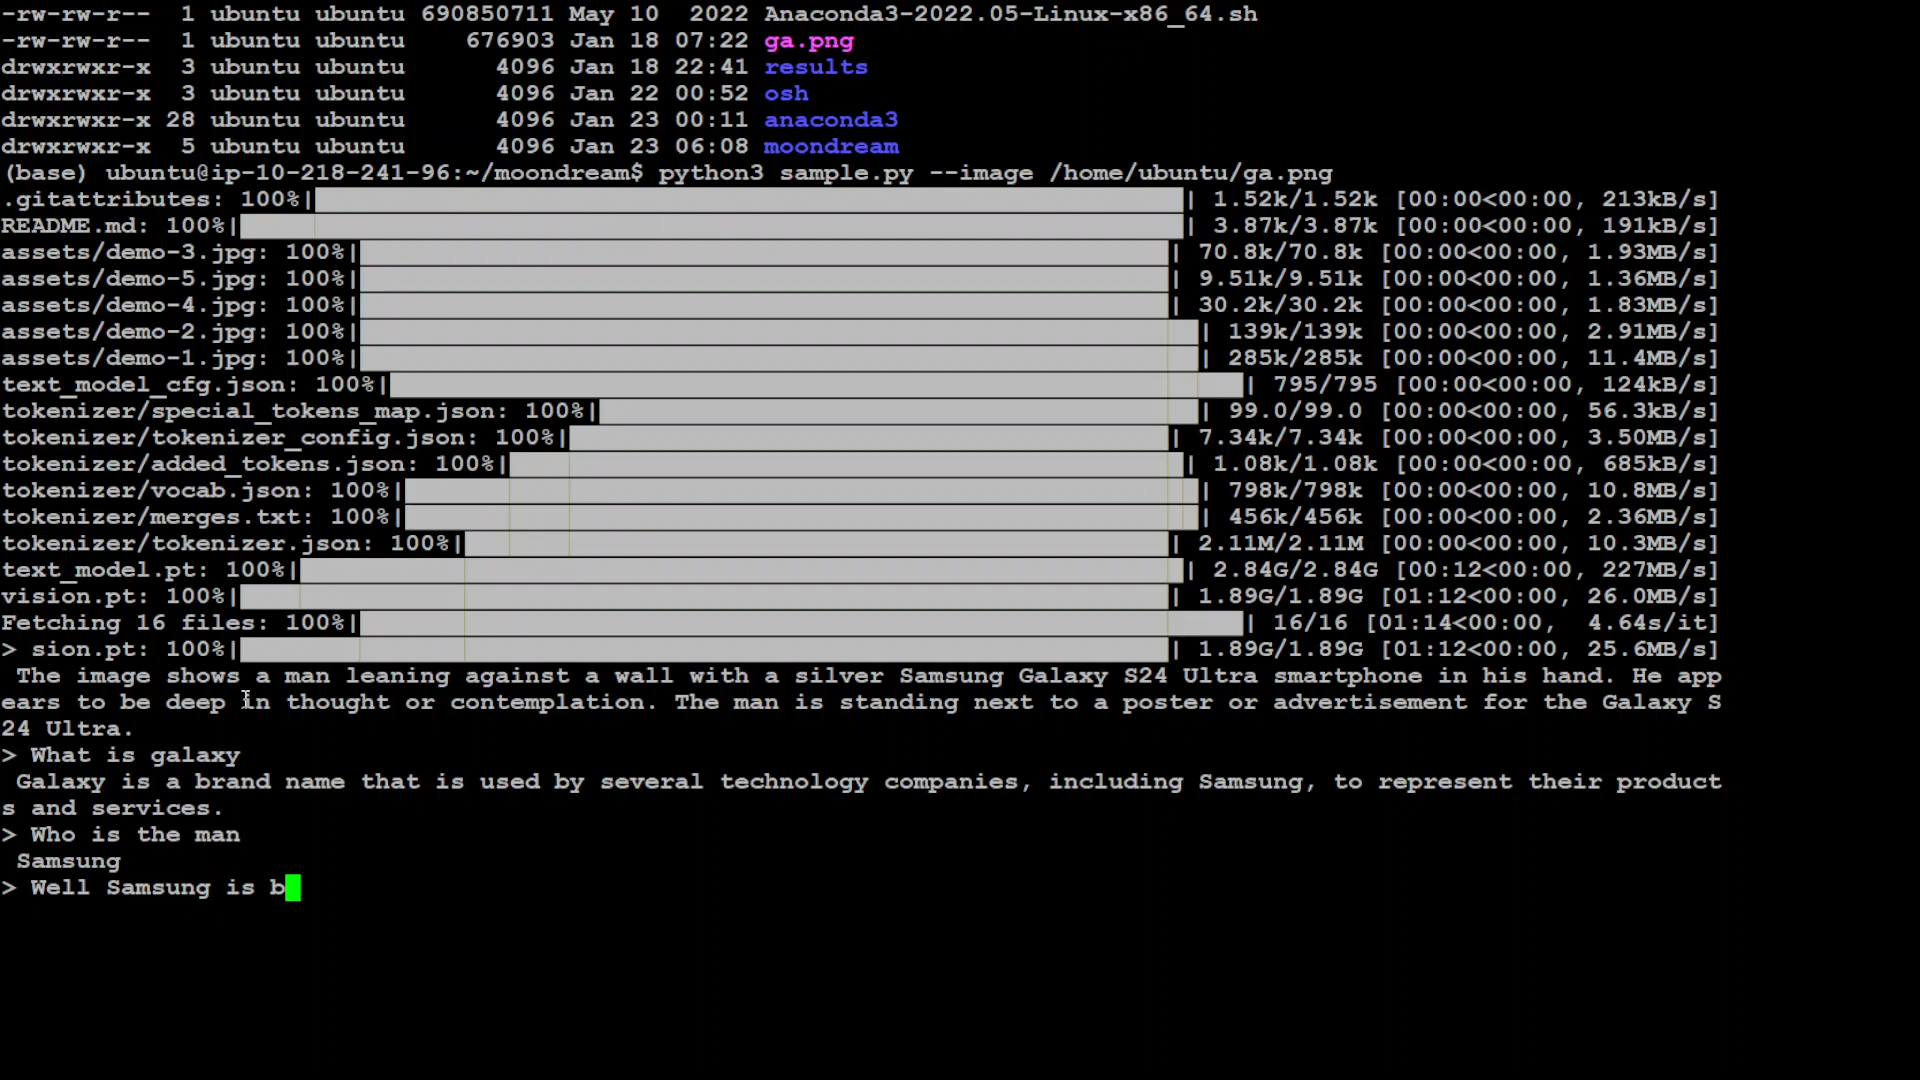 -rw-rw-r-- 1 ubuntu ubuntu 690850711 May 10 2022 Anaconda3-2022.05-Linux-x86_64.sh
-rw-rw-r-- 1 ubuntu ubuntu 676903 Jan 18 07:22 ga.png
drwxrwxr-x 3 ubuntu ubuntu 4096 Jan 18 22:41 results
drwxrwxr-x 3 ubuntu ubuntu 4096 Jan 22 00:52 osh
drwxrwxr-x 28 ubuntu ubuntu 4096 Jan 23 00:11 anaconda3
drwxrwxr-x 5 ubuntu ubuntu 4096 Jan 23 06:08 moondream
(base) ubuntu@ip-10-218-241-96:~/moondream$ python3 sample.py --image /home/ubuntu/ga.png
.gitattributes: 100%| | 1.52k/1.52k [00:00<00:00, 213kB/s]
README.md: 100%| | 3.87k/3.87k [00:00<00:00, 191kB/s]
assets/demo-3.jpg: 100%| | 70.8k/70.8k [00:00<00:00, 1.93MB/s]
assets/demo-5.jpg: 100%| | 9.51k/9.51k [00:00<00:00, 1.36MB/s]
assets/demo-4.jpg: 100%| | 30.2k/30.2k [00:00<00:00, 1.83MB/s]
assets/demo-2.jpg: 100%| | 139k/139k [00:00<00:00, 2.91MB/s]
assets/demo-1.jpg: 100%| | 285k/285k [00:00<00:00, 11.4MB/s]
text_model_cfg.json: 100%| | 795/795 [00:00<00:00, 124kB/s]
tokenizer/special_tokens_map.json: 100%| | 99.0/99.0 [00:00<00:00, 56.3kB/s]
tokenizer/tokenizer_config.json: 100%| | 7.34k/7.34k [00:00<00:00, 3.50MB/s]
tokenizer/added_tokens.json: 100%| | 1.08k/1.08k [00:00<00:00, 685kB/s]
tokenizer/vocab.json: 100%| | 798k/798k [00:00<00:00, 10.8MB/s]
tokenizer/merges.txt: 100%| | 456k/456k [00:00<00:00, 2.36MB/s]
tokenizer/tokenizer.json: 100%| | 2.11M/2.11M [00:00<00:00, 10.3MB/s]
text_model.pt: 100%| | 2.84G/2.84G [00:12<00:00, 227MB/s]
vision.pt: 100%| | 1.89G/1.89G [01:12<00:00, 26.0MB/s]
Fetching 16 files: 100%| | 16/16 [01:14<00:00, 4.64s/it]
> sion.pt: 100%| | 1.89G/1.89G [01:12<00:00, 25.6MB/s]
The image shows a man leaning against a wall with a silver Samsung Galaxy S24 Ultra smartphone in his hand. He app
ears to be deep in thought or contemplation. The man is standing next to a poster or advertisement for the Galaxy S
24 Ultra.
> What is galaxy
Galaxy is a brand name that is used by several technology companies, including Samsung, to represent their product
s and services.
> Who is the man
Samsung
> Well Samsung is b